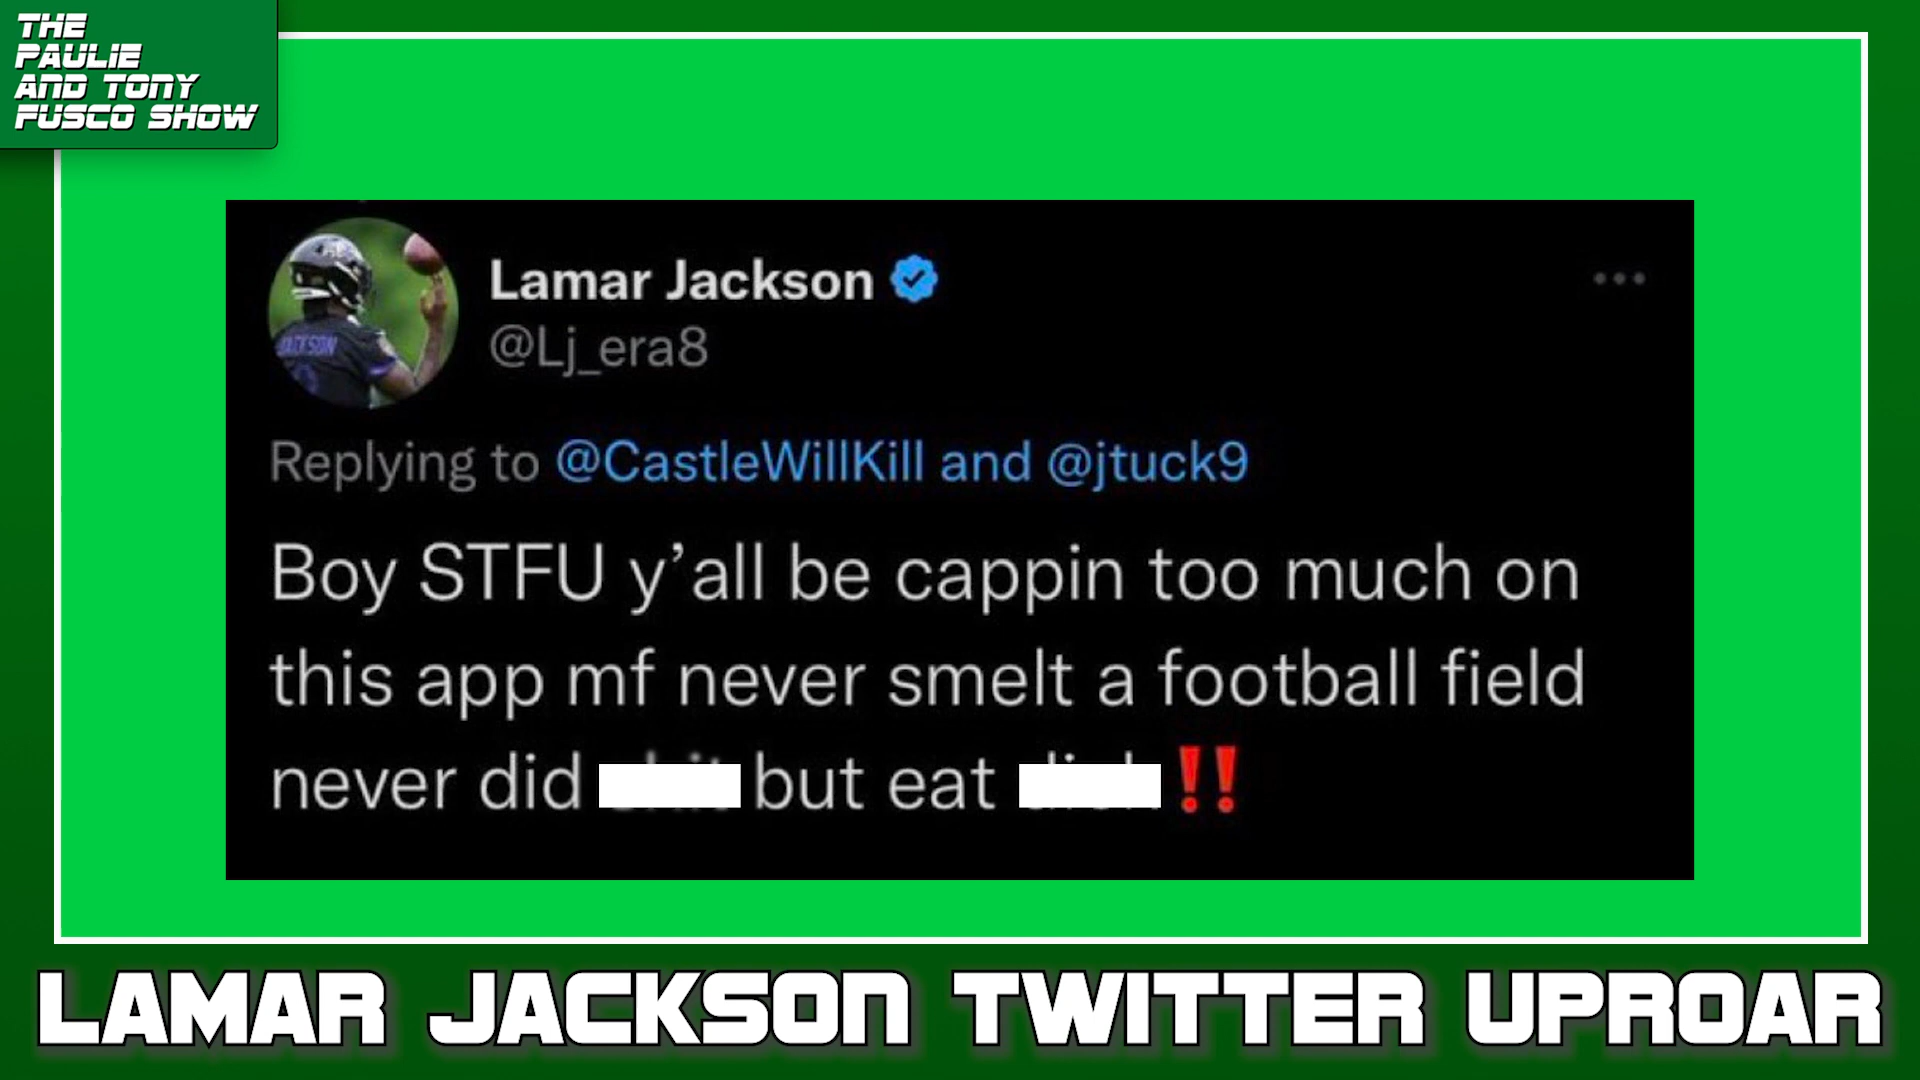 THE
PAULIE
AND TONY
FUSCO SHOW
Lamar Jackson
@Lj_era8
JACKSON
Replying to @CastleWillKill and @jtuck9
Boy STFU y’all be cappin too much on
this app mf never smelt a football field
never did but eat ‼️
LAMAR JACKSON TWITTER UPROAR